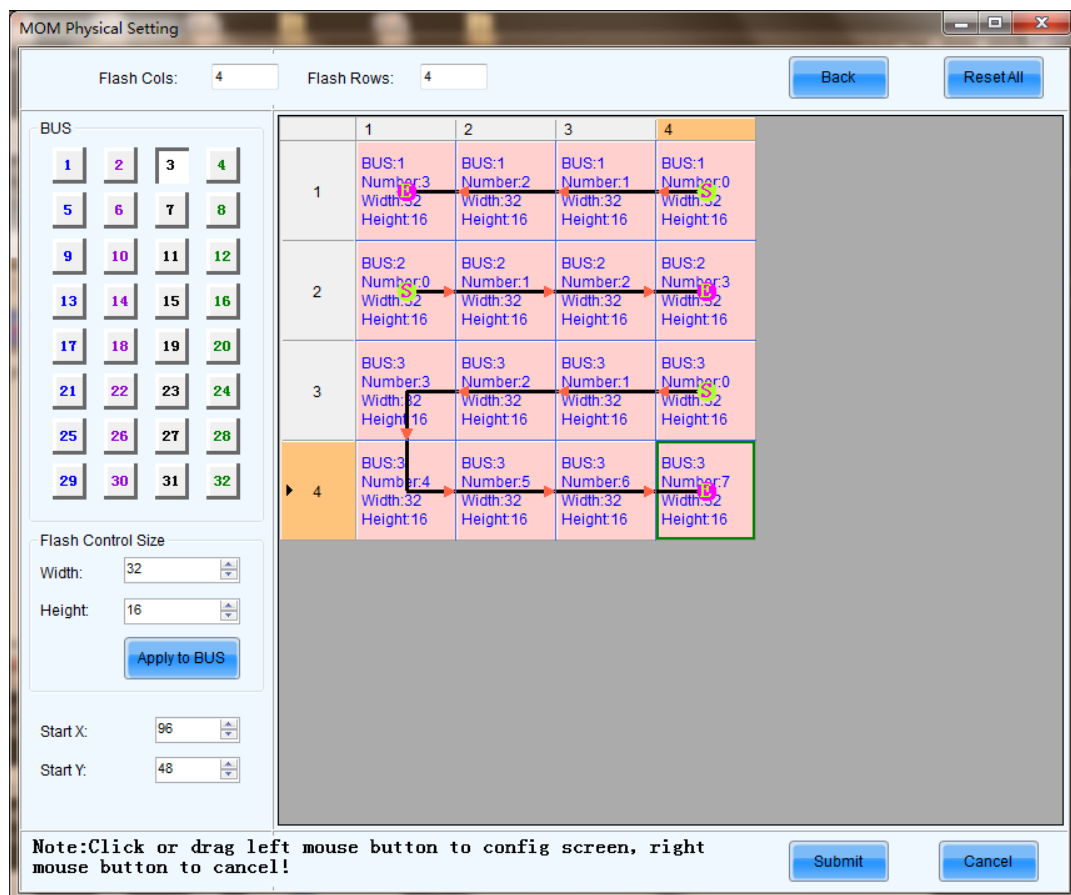 MOM Physical Setting
Flash Cols: 4 Flash Rows: 4 Back Reset All
BUS
1 2 3 4
5 6 7 8
9 10 11 12
13 14 15 16
17 18 19 20
21 22 23 24
25 26 27 28
29 30 31 32
Flash Control Size
Width: 32
Height: 16
Apply to BUS
Start X: 96
Start Y: 48
1 2 3 4
1
BUS:1 BUS:1 BUS:1 BUS:1
Number:3 Number:2 Number:1 Number:0
E S
Width:32 Width:32 Width:32 Width:32
Height:16 Height:16 Height:16 Height:16
2
BUS:2 BUS:2 BUS:2 BUS:2
Number:0 Number:1 Number:2 Number:3
S E
Width:32 Width:32 Width:32 Width:32
Height:16 Height:16 Height:16 Height:16
3
BUS:3 BUS:3 BUS:3 BUS:3
Number:3 Number:2 Number:1 Number:0
S
Width:32 Width:32 Width:32 Width:32
Height:16 Height:16 Height:16 Height:16
4
BUS:3 BUS:3 BUS:3 BUS:3
Number:4 Number:5 Number:6 Number:7
E
Width:32 Width:32 Width:32 Width:32
Height:16 Height:16 Height:16 Height:16
Note:Click or drag left mouse button to config screen, right
mouse button to cancel!
Submit Cancel